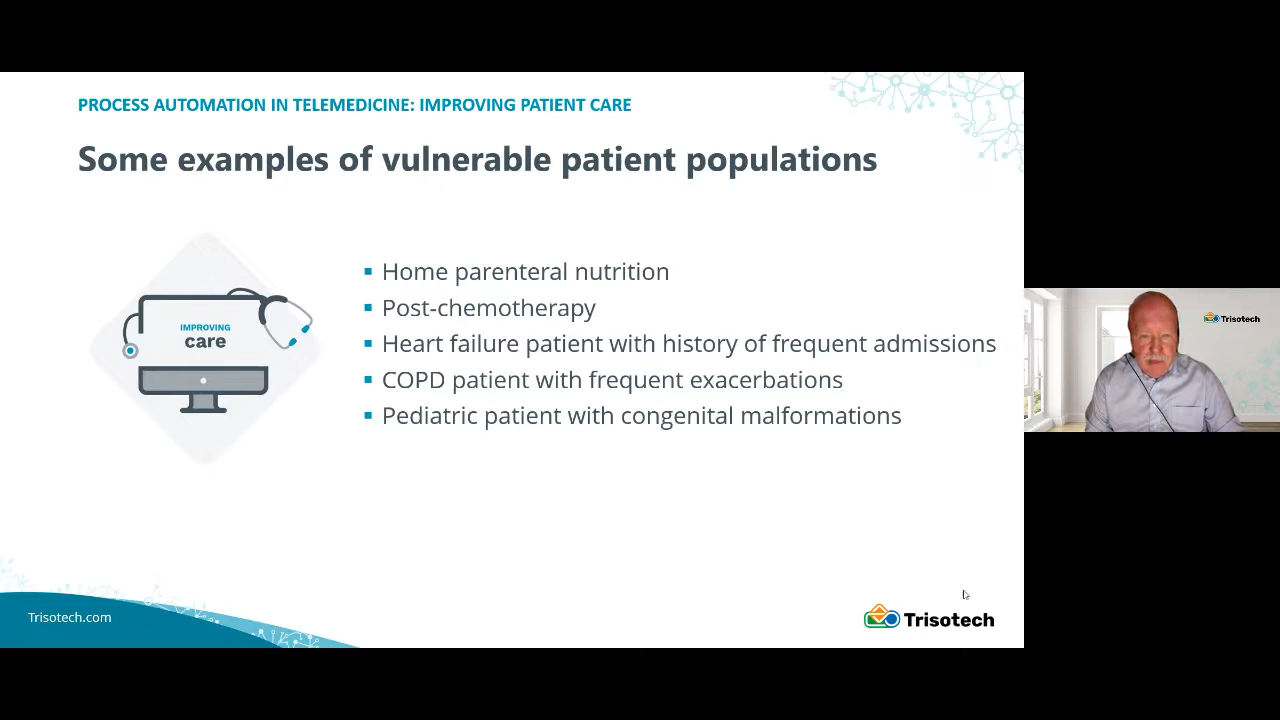 PROCESS AUTOMATION IN TELEMEDICINE: IMPROVING PATIENT CARE
Some examples of vulnerable patient populations
IMPROVING
care
Home parenteral nutrition
Post-chemotherapy
Heart failure patient with history of frequent admissions
COPD patient with frequent exacerbations
Pediatric patient with congenital malformations
Trisotech
Trisotech.com
Trisotech